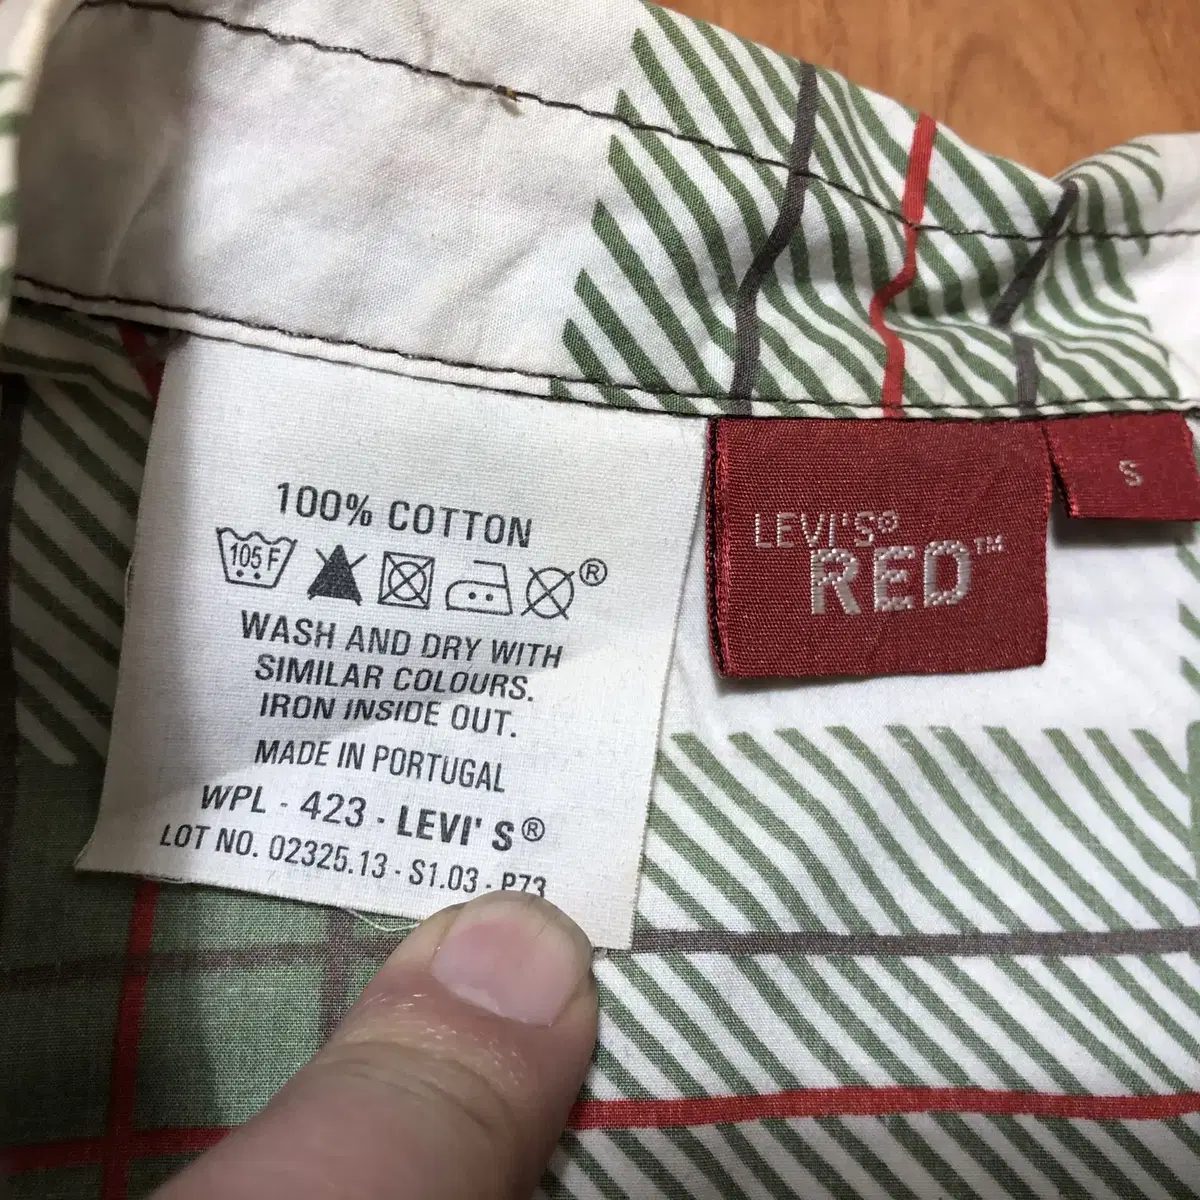 100% COTTON
105 F
®
WASH AND DRY WITH
SIMILAR COLOURS.
IRON INSIDE OUT.
MADE IN PORTUGAL
WPL - 423 - LEVI' S®
LOT NO. 02325.13 - S1.03 - P73
LEVI'S®
RED™
S